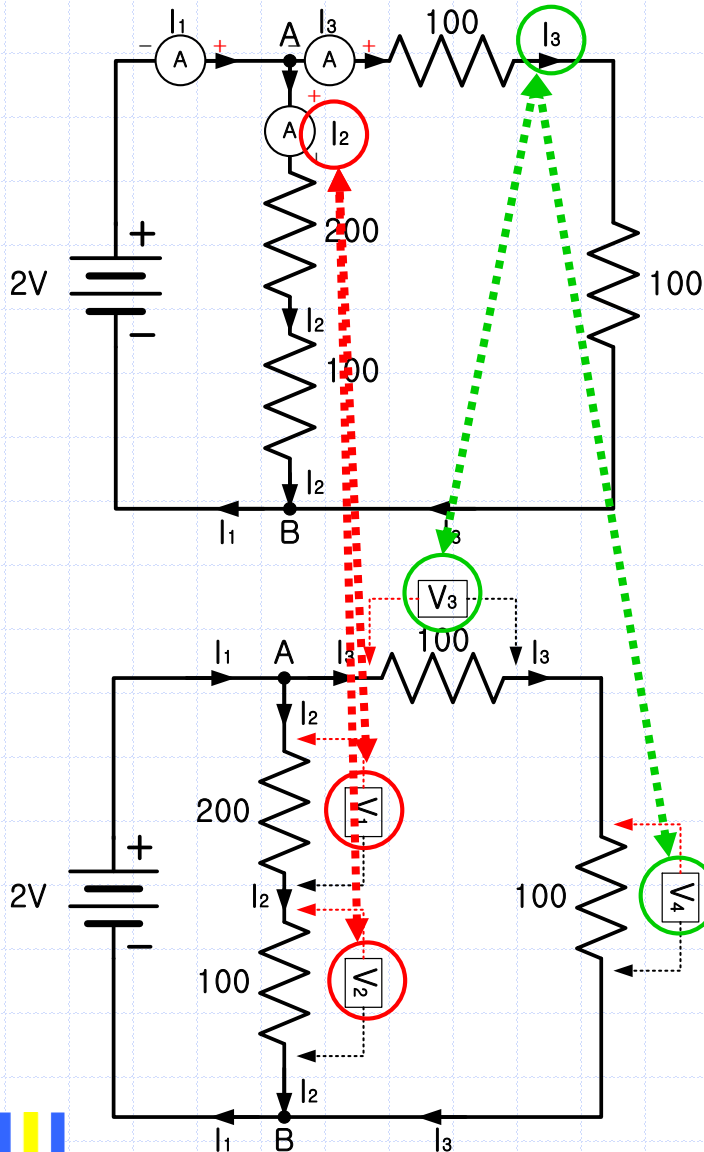 I₁ I₃ 100 I₃
A
− + − +
A A
+
A I₂
200
+
2V 100
−
I₂
100
I₂
I₁ B I₃
V₃
100
I₁ A I₃ I₃
I₂
200 V₁
+
2V I₂ 100 V₄
−
100 V₂
I₂
I₁ B I₃